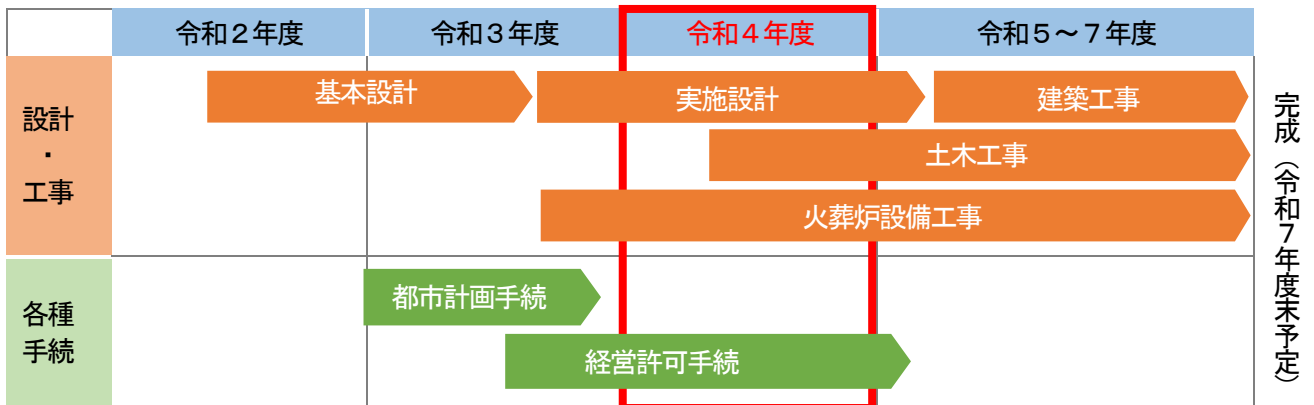 令和２年度
令和３年度
令和４年度
令和５～７年度
設計
・
工事
基本設計
実施設計
建築工事
土木工事
火葬炉設備工事
各種
手続
都市計画手続
経営許可手続
完成（令和７年度末予定）